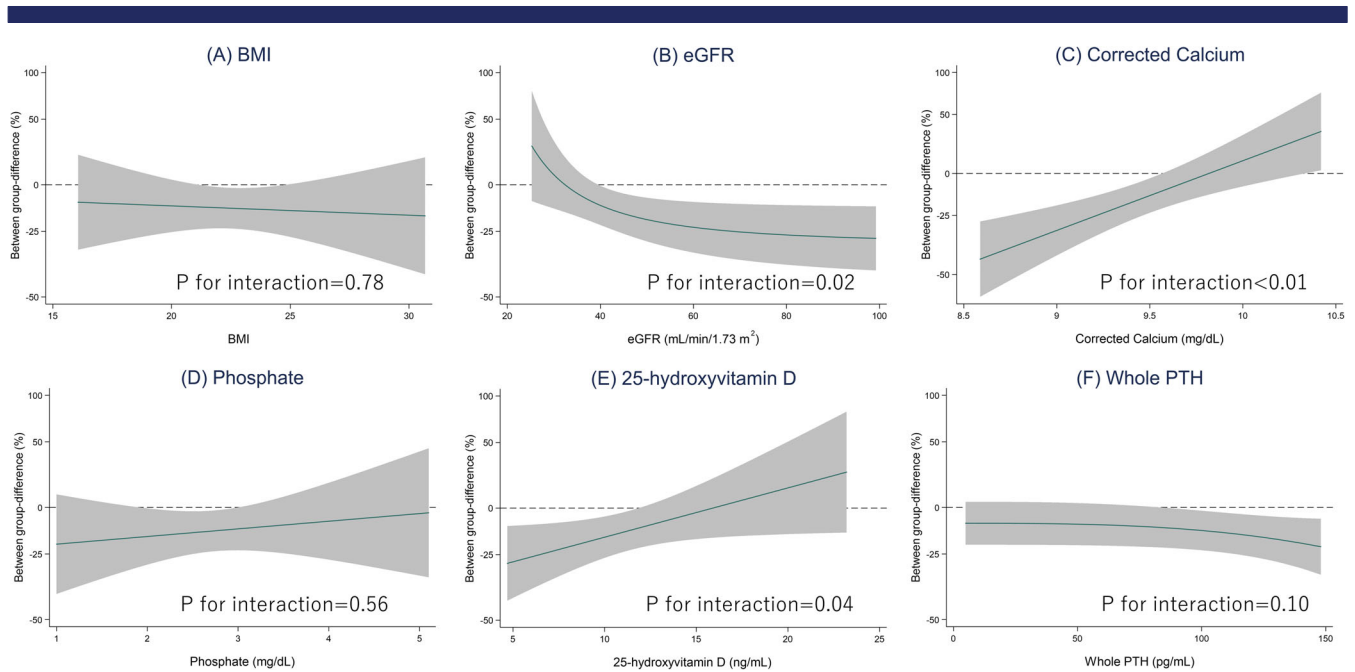 (A) BMI
Between group-difference (%)
100
50
0
-25
-50
P for interaction=0.78
15
20
25
30
BMI
(B) eGFR
Between group-difference (%)
100
50
0
-25
-50
P for interaction=0.02
20
40
60
80
100
eGFR (mL/min/1.73 m²)
(C) Corrected Calcium
Between group-difference (%)
100
50
0
-25
-50
P for interaction<0.01
8.5
9
9.5
10
10.5
Corrected Calcium (mg/dL)
(D) Phosphate
Between group-difference (%)
100
50
0
-25
-50
P for interaction=0.56
1
2
3
4
5
Phosphate (mg/dL)
(E) 25-hydroxyvitamin D
Between group-difference (%)
100
50
0
-25
-50
P for interaction=0.04
5
10
15
20
25
25-hydroxyvitamin D (ng/mL)
(F) Whole PTH
Between group-difference (%)
100
50
0
-25
-50
P for interaction=0.10
0
50
100
150
Whole PTH (pg/mL)